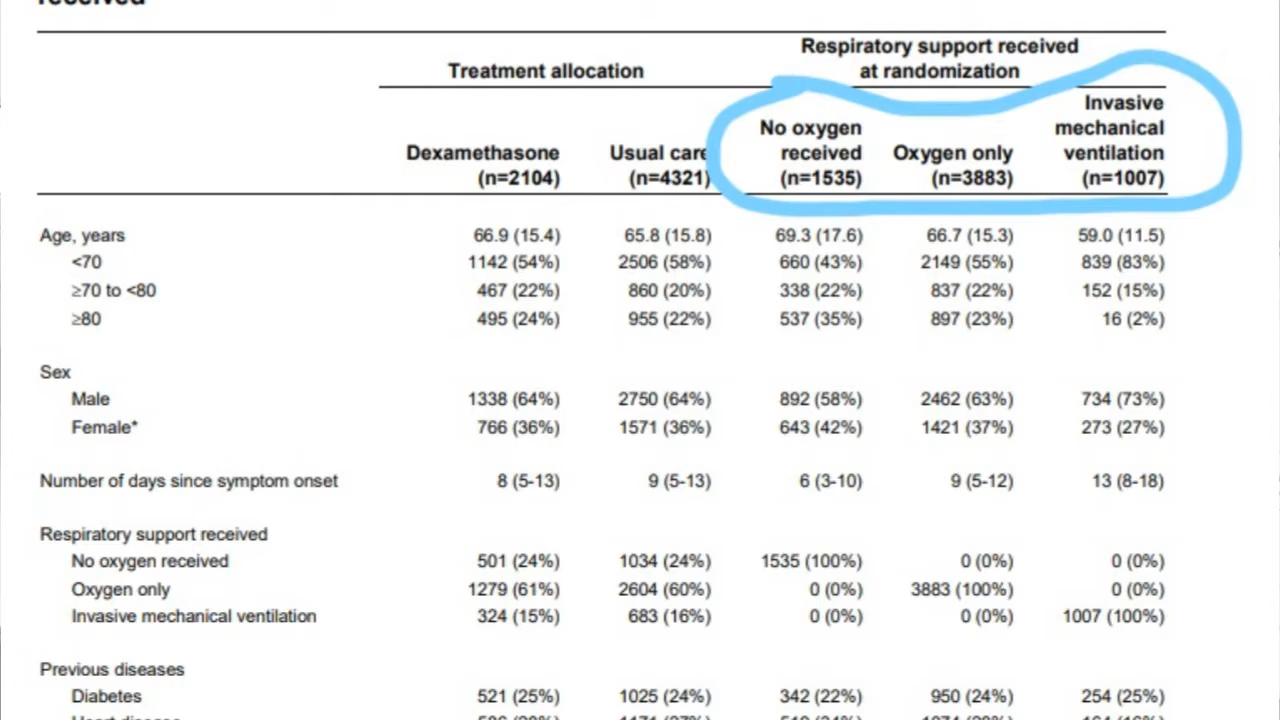 received
Respiratory support received
Treatment allocation at randomization
Invasive
No oxygen mechanical
Dexamethasone Usual care received Oxygen only ventilation
(n=2104) (n=4321) (n=1535) (n=3883) (n=1007)
Age, years 66.9 (15.4) 65.8 (15.8) 69.3 (17.6) 66.7 (15.3) 59.0 (11.5)
<70 1142 (54%) 2506 (58%) 660 (43%) 2149 (55%) 839 (83%)
≥70 to <80 467 (22%) 860 (20%) 338 (22%) 837 (22%) 152 (15%)
≥80 495 (24%) 955 (22%) 537 (35%) 897 (23%) 16 (2%)
Sex
Male 1338 (64%) 2750 (64%) 892 (58%) 2462 (63%) 734 (73%)
Female* 766 (36%) 1571 (36%) 643 (42%) 1421 (37%) 273 (27%)
Number of days since symptom onset 8 (5-13) 9 (5-13) 6 (3-10) 9 (5-12) 13 (8-18)
Respiratory support received
No oxygen received 501 (24%) 1034 (24%) 1535 (100%) 0 (0%) 0 (0%)
Oxygen only 1279 (61%) 2604 (60%) 0 (0%) 3883 (100%) 0 (0%)
Invasive mechanical ventilation 324 (15%) 683 (16%) 0 (0%) 0 (0%) 1007 (100%)
Previous diseases
Diabetes 521 (25%) 1025 (24%) 342 (22%) 950 (24%) 254 (25%)
Heart disease